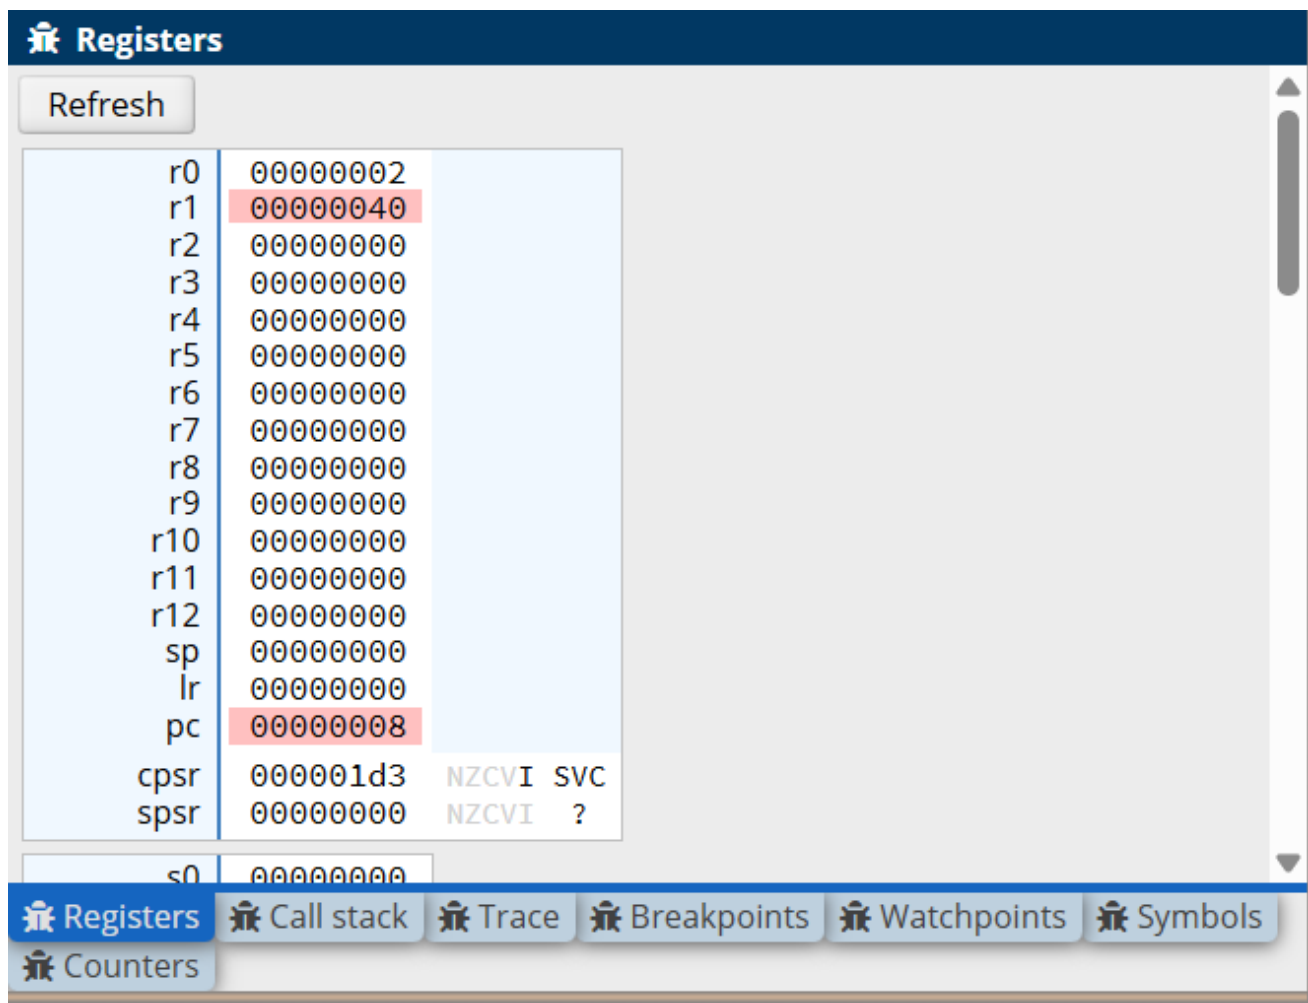 Registers
Refresh
r0 00000002
r1 00000040
r2 00000000
r3 00000000
r4 00000000
r5 00000000
r6 00000000
r7 00000000
r8 00000000
r9 00000000
r10 00000000
r11 00000000
r12 00000000
sp 00000000
lr 00000000
pc 00000008
cpsr 000001d3 NZCVI SVC
spsr 00000000 NZCVI ?
s0 00000000
Registers Call stack Trace Breakpoints Watchpoints Symbols
Counters